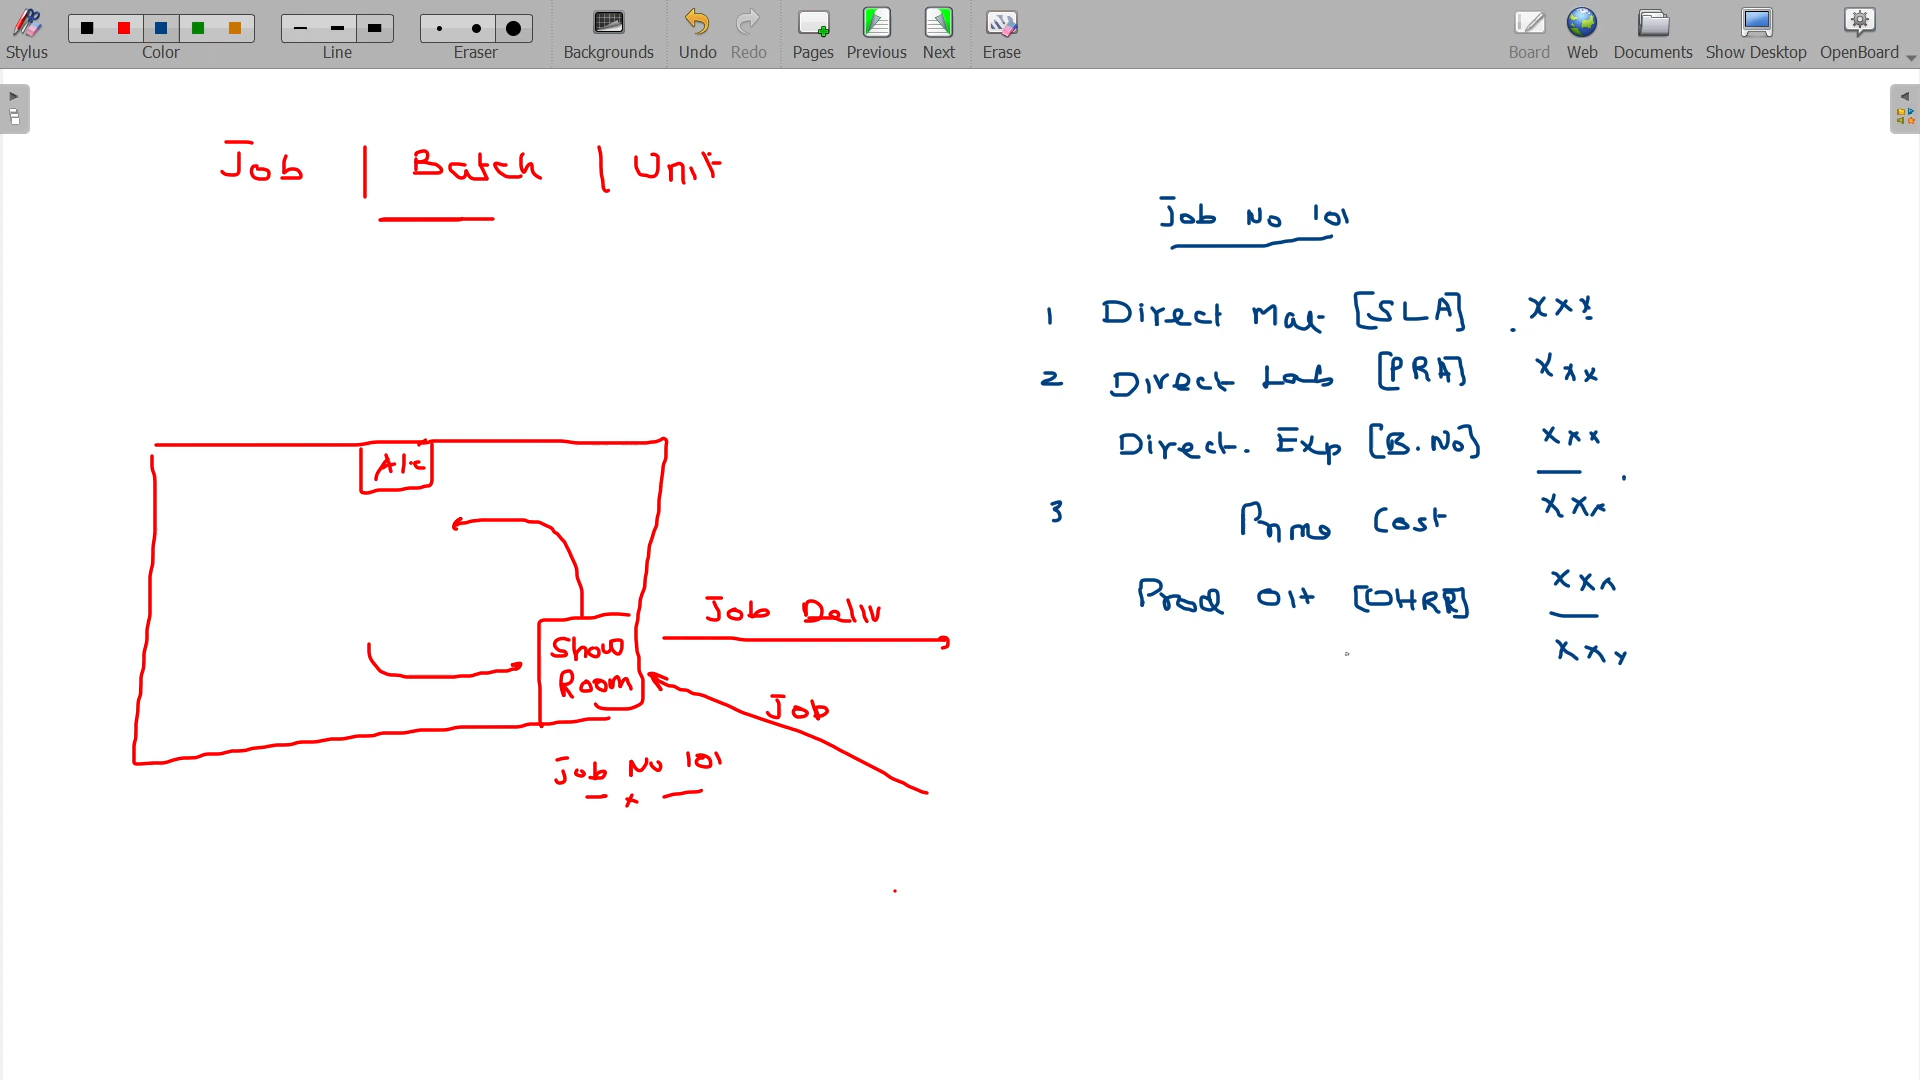 Stylus Color Line Eraser Backgrounds Undo Redo Pages Previous Next Erase Board Web Documents Show Desktop OpenBoard
Job | Batch | Unit
Job No 101
1 Direct Mat [SLA] xxx
2 Direct Lab [PRA] xxx
Direct. Exp [B.No] xxx
3 Prime Cost xxx
Prod OH [OHRR] xxx
xxx
A/c
Show
Room
Job Deliv
Job
Job No 101
x